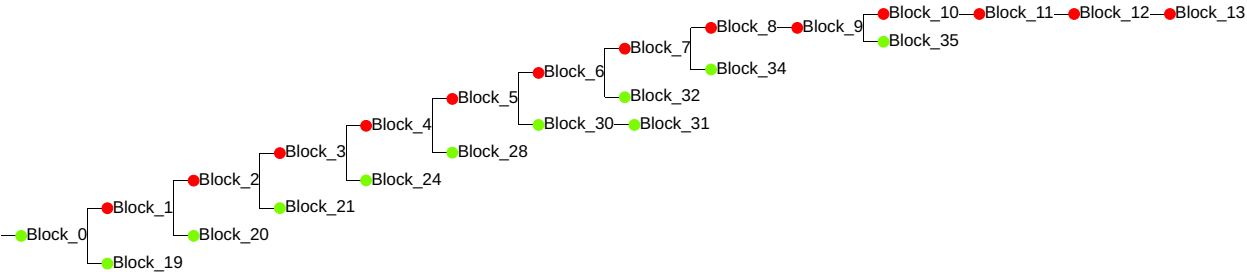 Block_10 Block_11 Block_12 Block_13
Block_8 Block_9
Block_35
Block_7
Block_34
Block_6
Block_32
Block_5
Block_30 Block_31
Block_4
Block_28
Block_3
Block_24
Block_2
Block_21
Block_1
Block_20
Block_0
Block_19